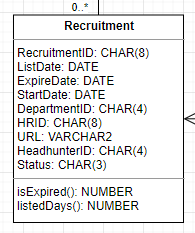 0..*
Recruitment
RecruitmentID: CHAR(8)
ListDate: DATE
ExpireDate: DATE
StartDate: DATE
DepartmentID: CHAR(4)
HRID: CHAR(8)
URL: VARCHAR2
HeadhunterID: CHAR(4)
Status: CHAR(3)
isExpired(): NUMBER
listedDays(): NUMBER